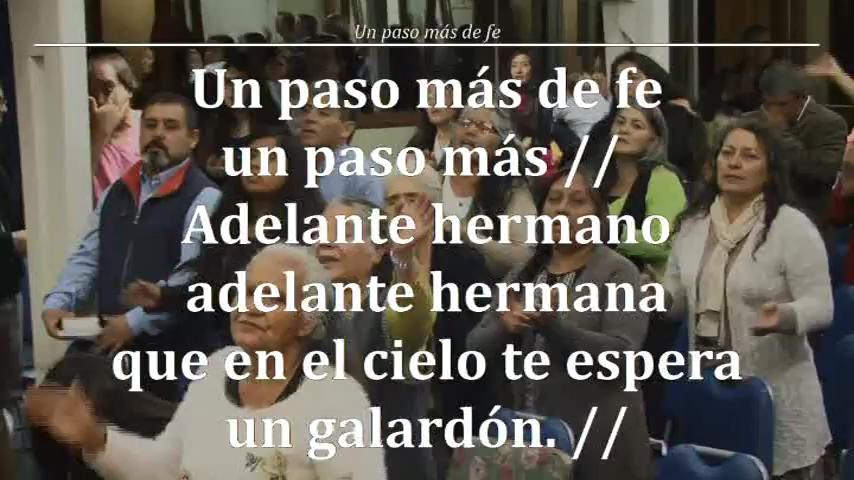 Un paso más de fe
Un paso más de fe
un paso más //
Adelante hermano
adelante hermana
que en el cielo te espera
un galardón. //